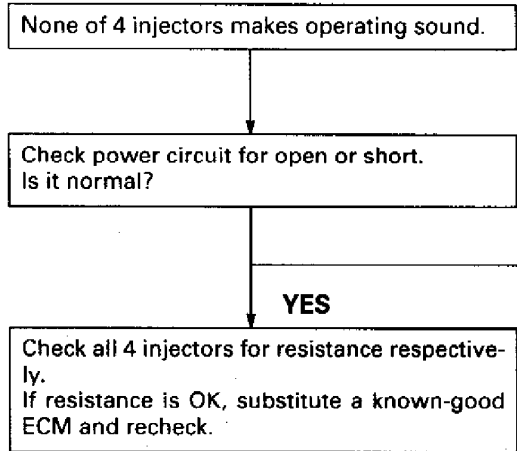 None of 4 injectors makes operating sound.
Check power circuit for open or short.
Is it normal?
YES
Check all 4 injectors for resistance respective-
ly.
If resistance is OK, substitute a known-good
ECM and recheck.